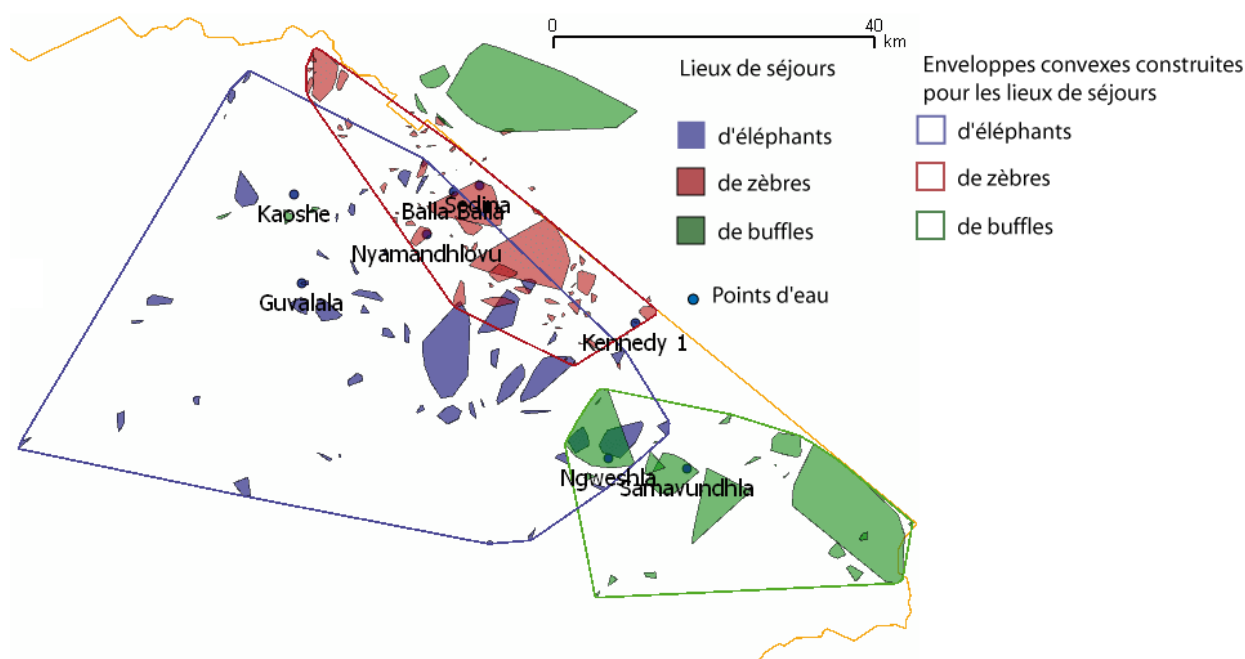 0 40
km
Lieux de séjours
d'éléphants
de zèbres
de buffles
Points d'eau
Enveloppes convexes construites
pour les lieux de séjours
d'éléphants
de zèbres
de buffles
Kaoshe
Sedina
Balla Balla
Nyamandhlovu
Guvalala
Kennedy 1
Ngweshla
Samavundhla